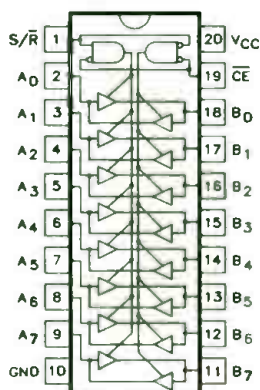 S/R̅ 1 20 VCC
A0 2 19 C̅E̅
A1 3 18 B0
A2 4 17 B1
A3 5 16 B2
A4 6 15 B3
A5 7 14 B4
A6 8 13 B5
A7 9 12 B6
GND 10 11 B7